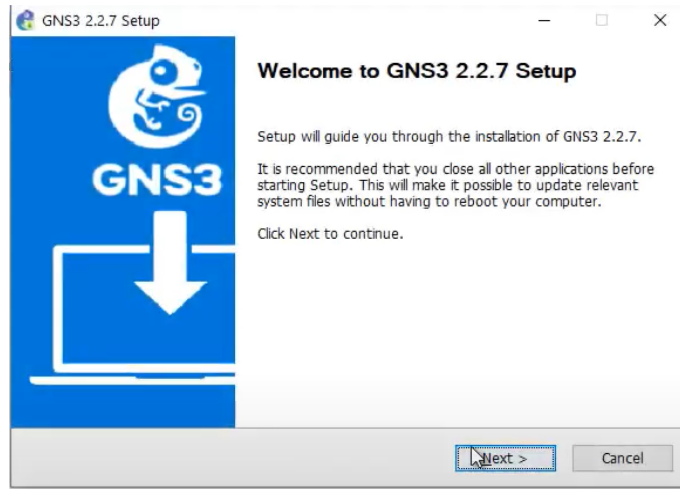 GNS3 2.2.7 Setup
Welcome to GNS3 2.2.7 Setup
Setup will guide you through the installation of GNS3 2.2.7.
It is recommended that you close all other applications before
starting Setup. This will make it possible to update relevant
system files without having to reboot your computer.
Click Next to continue.
GNS3
Next >
Cancel